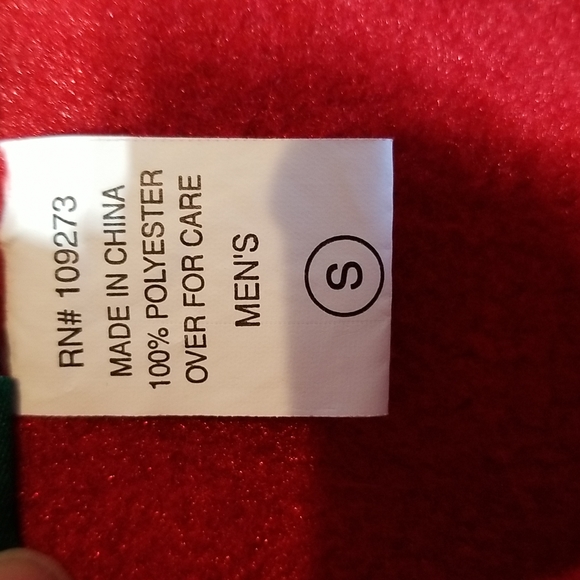 RN# 109273
MADE IN CHINA
100% POLYESTER
OVER FOR CARE
MEN'S
S